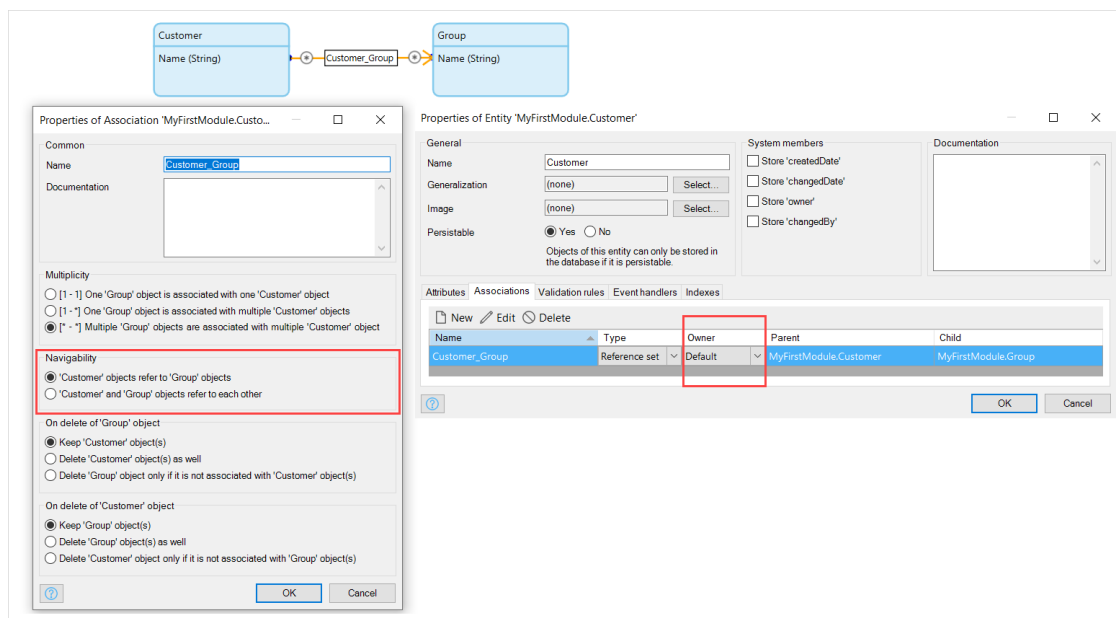 Customer
Name (String)
Customer_Group
Group
Name (String)
Properties of Association 'MyFirstModule.Custo...
Common
Name
Customer_Group
Documentation
Multiplicity
[1 - 1] One 'Group' object is associated with one 'Customer' object
[1 - *] One 'Group' object is associated with multiple 'Customer' objects
[* - *] Multiple 'Group' objects are associated with multiple 'Customer' object
Navigability
'Customer' objects refer to 'Group' objects
'Customer' and 'Group' objects refer to each other
On delete of 'Group' object
Keep 'Customer' object(s)
Delete 'Customer' object(s) as well
Delete 'Group' object only if it is not associated with 'Customer' object(s)
On delete of 'Customer' object
Keep 'Group' object(s)
Delete 'Group' object(s) as well
Delete 'Customer' object only if it is not associated with 'Group' object(s)
OK Cancel
Properties of Entity 'MyFirstModule.Customer'
General
Name
Customer
Generalization
(none)
Select...
Image
(none)
Select...
Persistable
Yes No
Objects of this entity can only be stored in
the database if it is persistable.
System members
Store 'createdDate'
Store 'changedDate'
Store 'owner'
Store 'changedBy'
Documentation
Attributes Associations Validation rules Event handlers Indexes
New Edit Delete
Name Type Owner Parent Child
Customer_Group Reference set Default MyFirstModule.Customer MyFirstModule.Group
OK Cancel